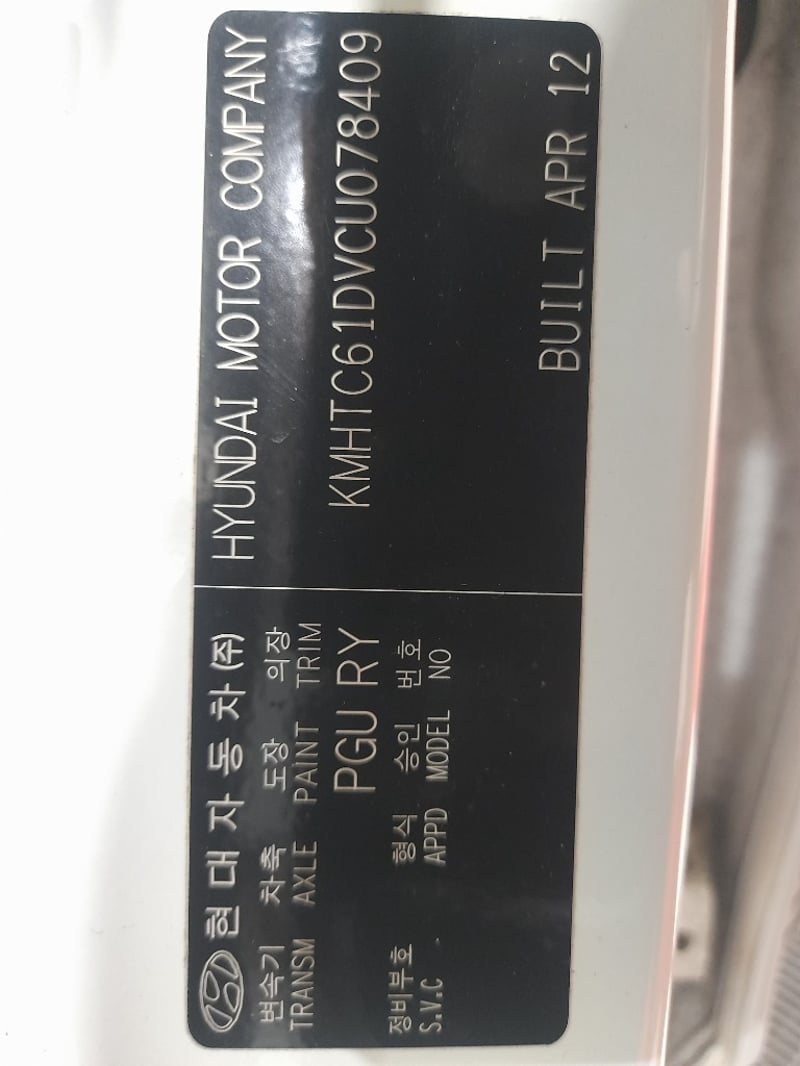 현대자동차(주) HYUNDAI MOTOR COMPANY
변속기 차축 도장 의장
TRANSM AXLE PAINT TRIM
PGU RY KMHTC61DVCU078409
정비부호 형식 승인 번호
S.V.C APPD MODEL NO
BUILT APR 12